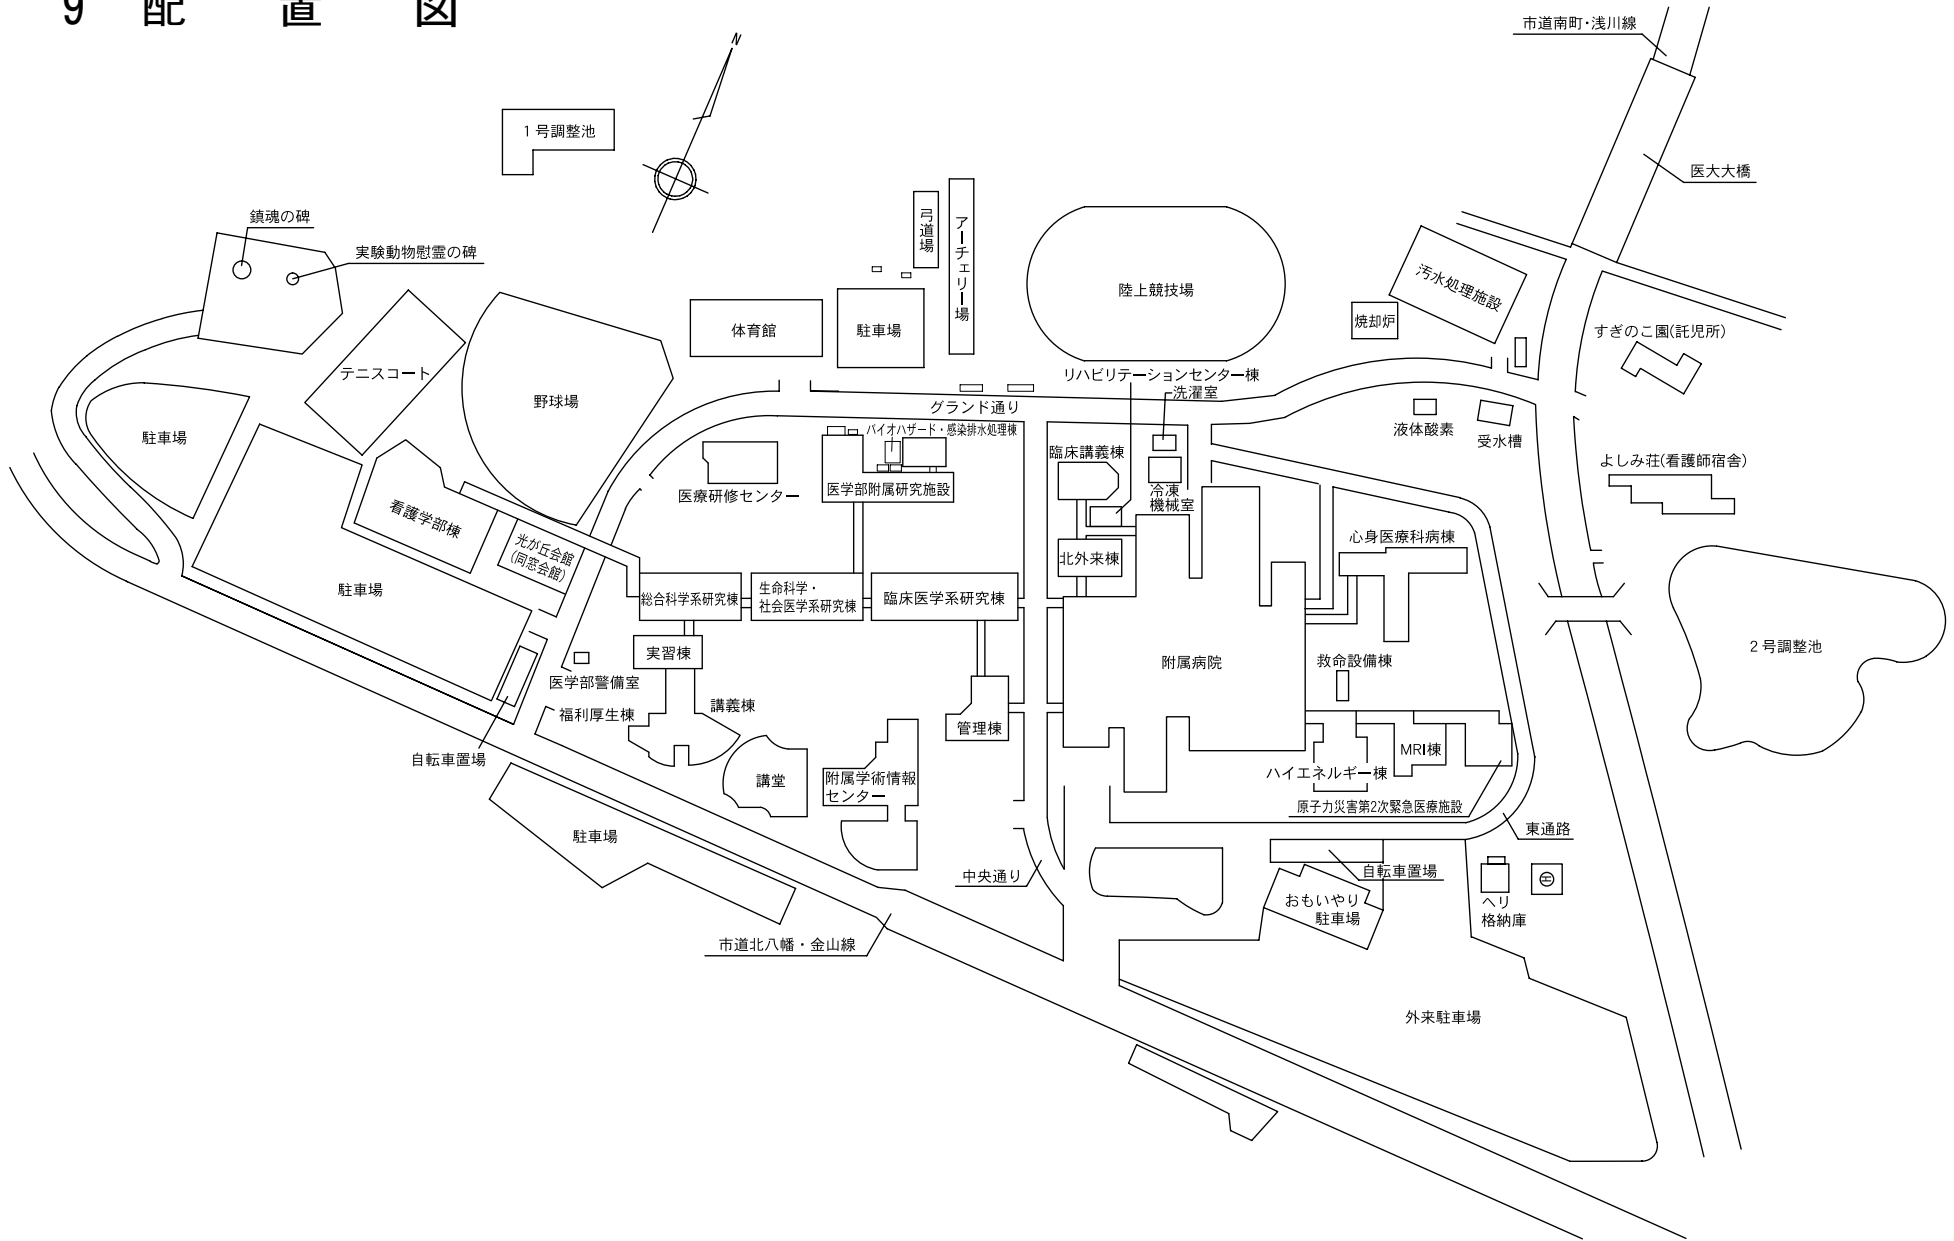 9 配 置 図
市道南町・浅川線
N
1号調整池
医大大橋
鎮魂の碑
実験動物慰霊の碑
弓道場
アーチェリー場
陸上競技場
汚水処理施設
体育館
駐車場
焼却炉
すぎのこ園(託児所)
テニスコート
野球場
リハビリテーションセンター棟
洗濯室
グランド通り
液体酸素
受水槽
駐車場
バイオハザード・感染排水処理棟
臨床講義棟
よしみ荘(看護師宿舎)
医療研修センター
医学部附属研究施設
冷凍
機械室
看護学部棟
光が丘会館
(同窓会館)
心身医療科病棟
北外来棟
駐車場
総合科学系研究棟
生命科学・
社会医学系研究棟
臨床医学系研究棟
実習棟
附属病院
救命設備棟
2号調整池
医学部警備室
福利厚生棟
講義棟
管理棟
自転車置場
MRI棟
ハイエネルギー棟
講堂
附属学術情報
センター
原子力災害第2次緊急医療施設
東通路
駐車場
中央通り
自転車置場
おもいやり
駐車場
H
ヘリ
格納庫
市道北八幡・金山線
外来駐車場